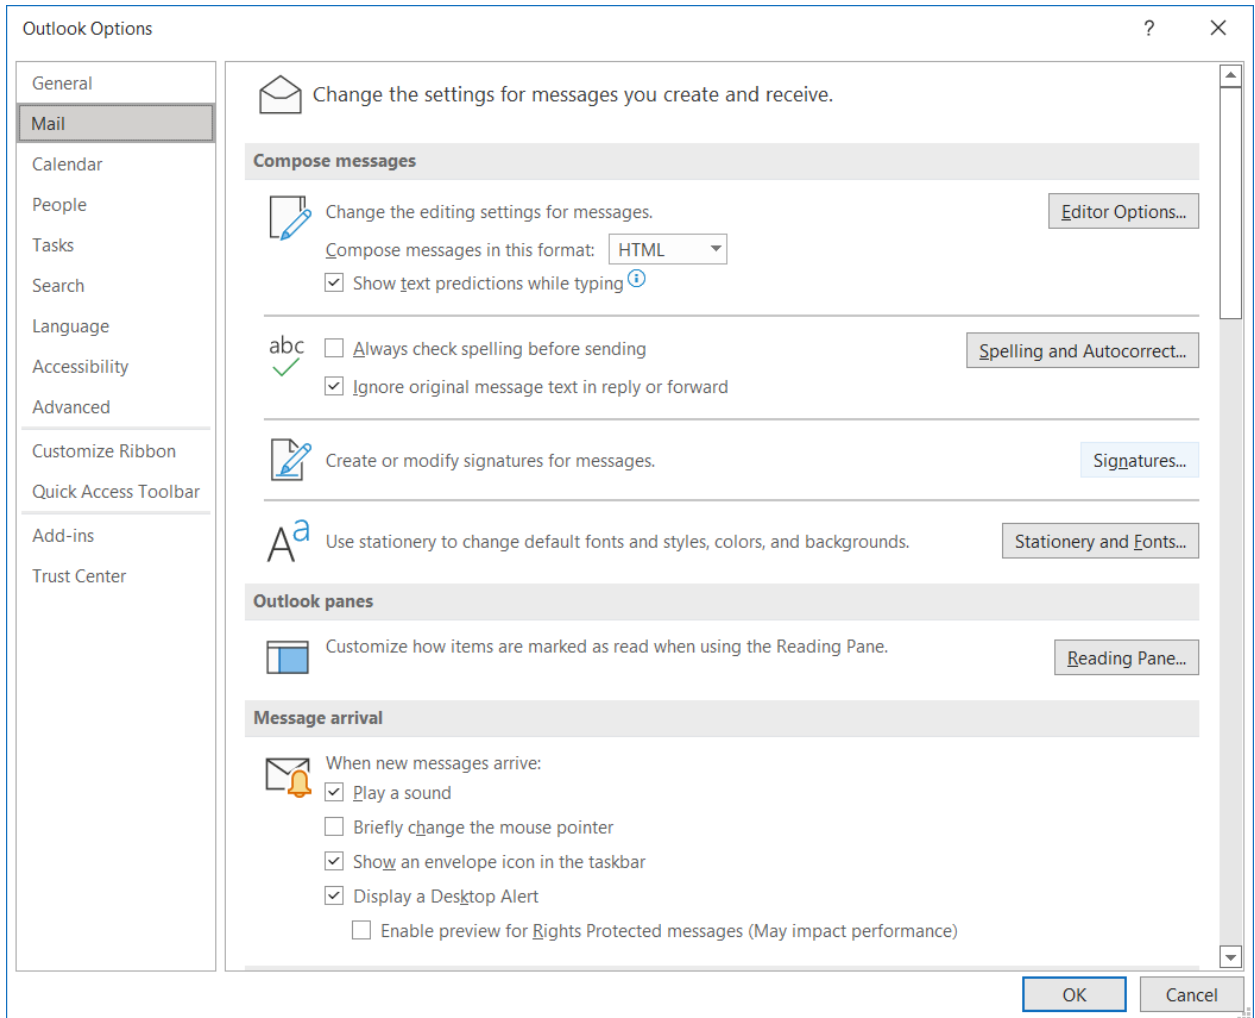 Outlook Options
?
General
Mail
Calendar
People
Tasks
Search
Language
Accessibility
Advanced
Customize Ribbon
Quick Access Toolbar
Add-ins
Trust Center
Change the settings for messages you create and receive.
Compose messages
Change the editing settings for messages.
Editor Options...
Compose messages in this format: HTML
Show text predictions while typing
abc
Always check spelling before sending
Spelling and Autocorrect...
Ignore original message text in reply or forward
Create or modify signatures for messages.
Signatures...
Aa
Use stationery to change default fonts and styles, colors, and backgrounds.
Stationery and Fonts...
Outlook panes
Customize how items are marked as read when using the Reading Pane.
Reading Pane...
Message arrival
When new messages arrive:
Play a sound
Briefly change the mouse pointer
Show an envelope icon in the taskbar
Display a Desktop Alert
Enable preview for Rights Protected messages (May impact performance)
OK
Cancel